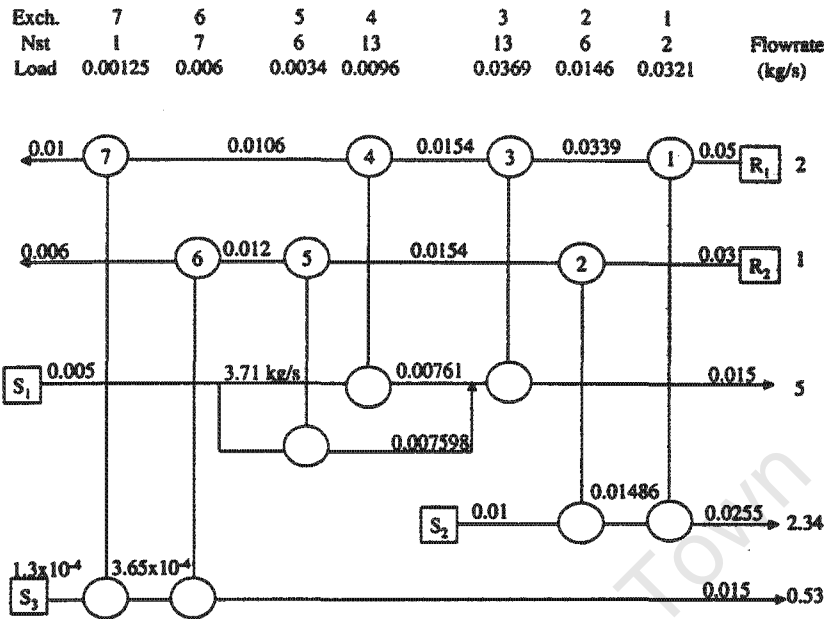 Exch. 7 6 5 4 3 2 1
Nst 1 7 6 13 13 6 2 Flowrate
Load 0.00125 0.006 0.0034 0.0096 0.0369 0.0146 0.0321 (kg/s)
0.01 7 0.0106 4 0.0154 3 0.0339 1 0.05 R₁ 2
0.006 6 0.012 5 0.0154 2 0.03 R₂ 1
S₁ 0.005 3.71 kg/s 0.00761 0.015 5
0.007598
S₂ 0.01 0.01486 0.0255 2.34
S₃ 1.3x10⁻⁴ 3.65x10⁻⁴ 0.015 0.53
Town